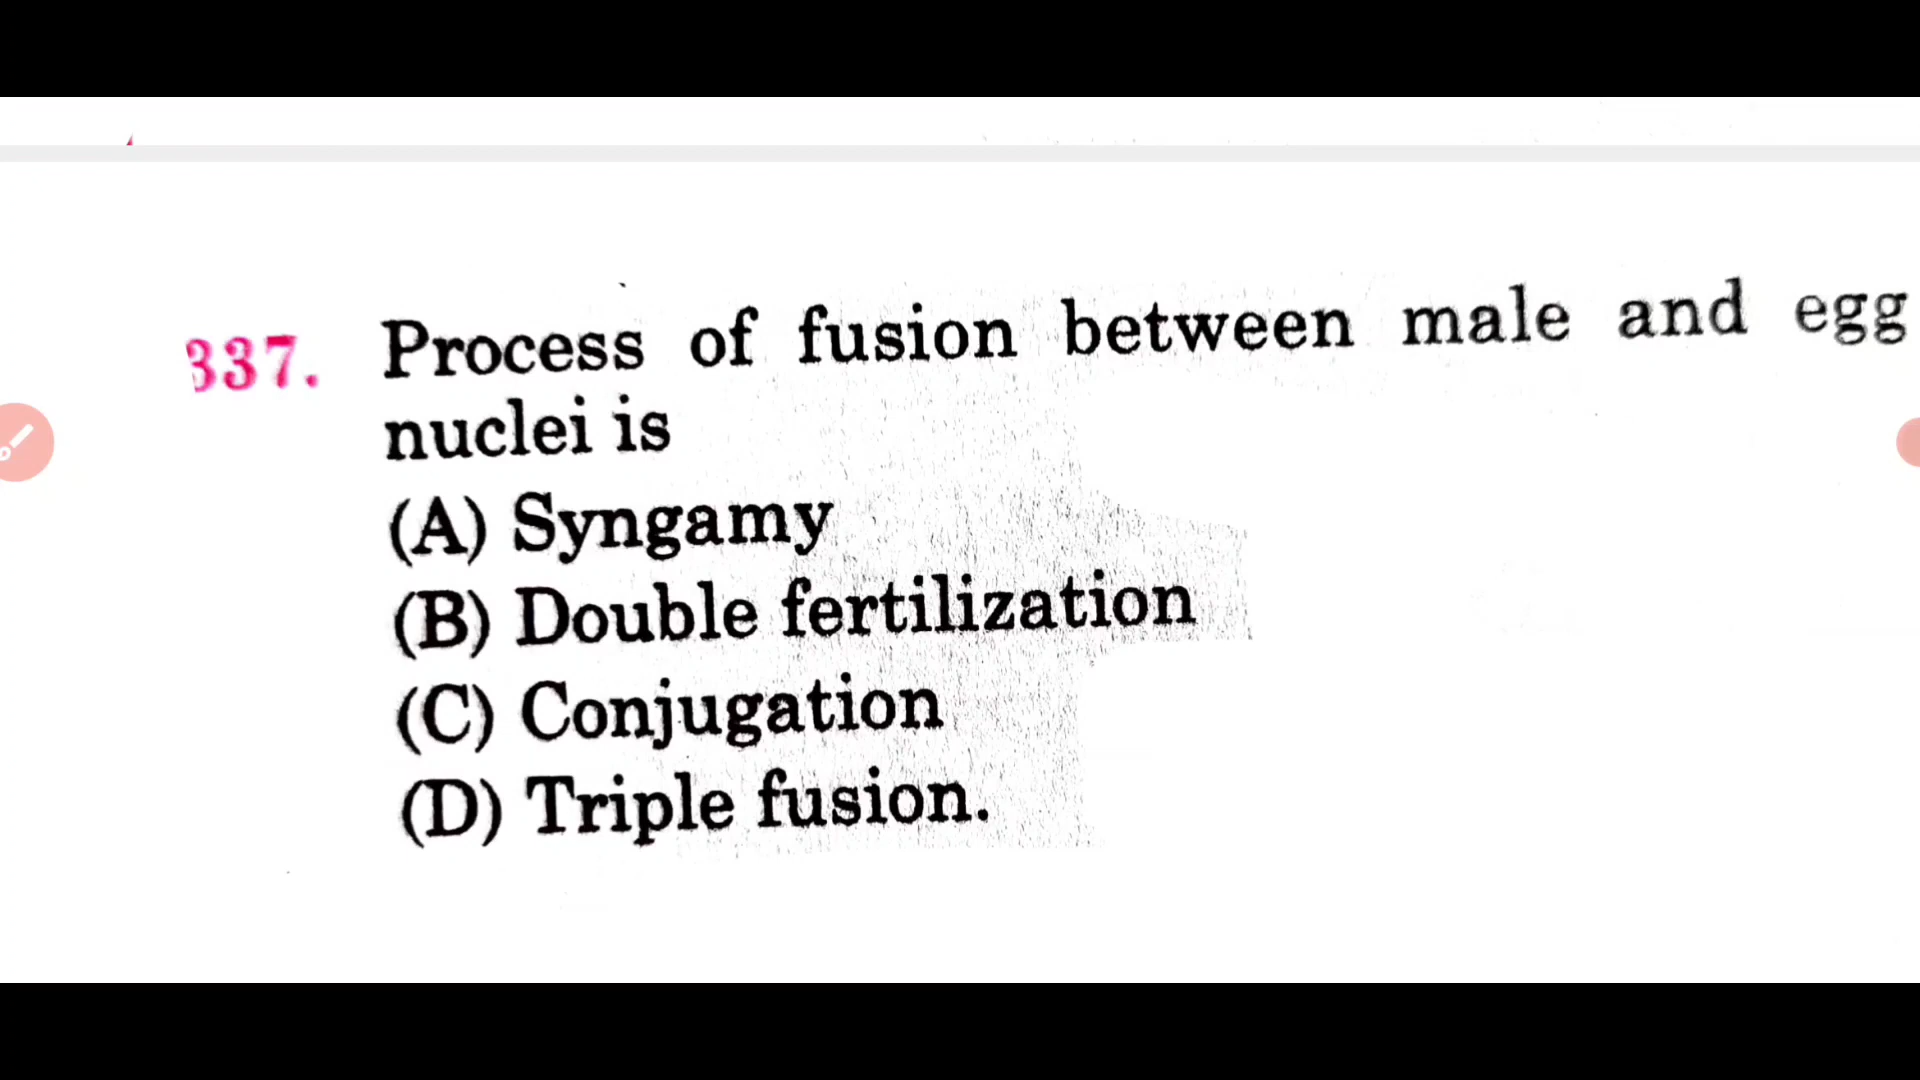 337. Process of fusion between male and egg
nuclei is
(A) Syngamy
(B) Double fertilization
(C) Conjugation
(D) Triple fusion.